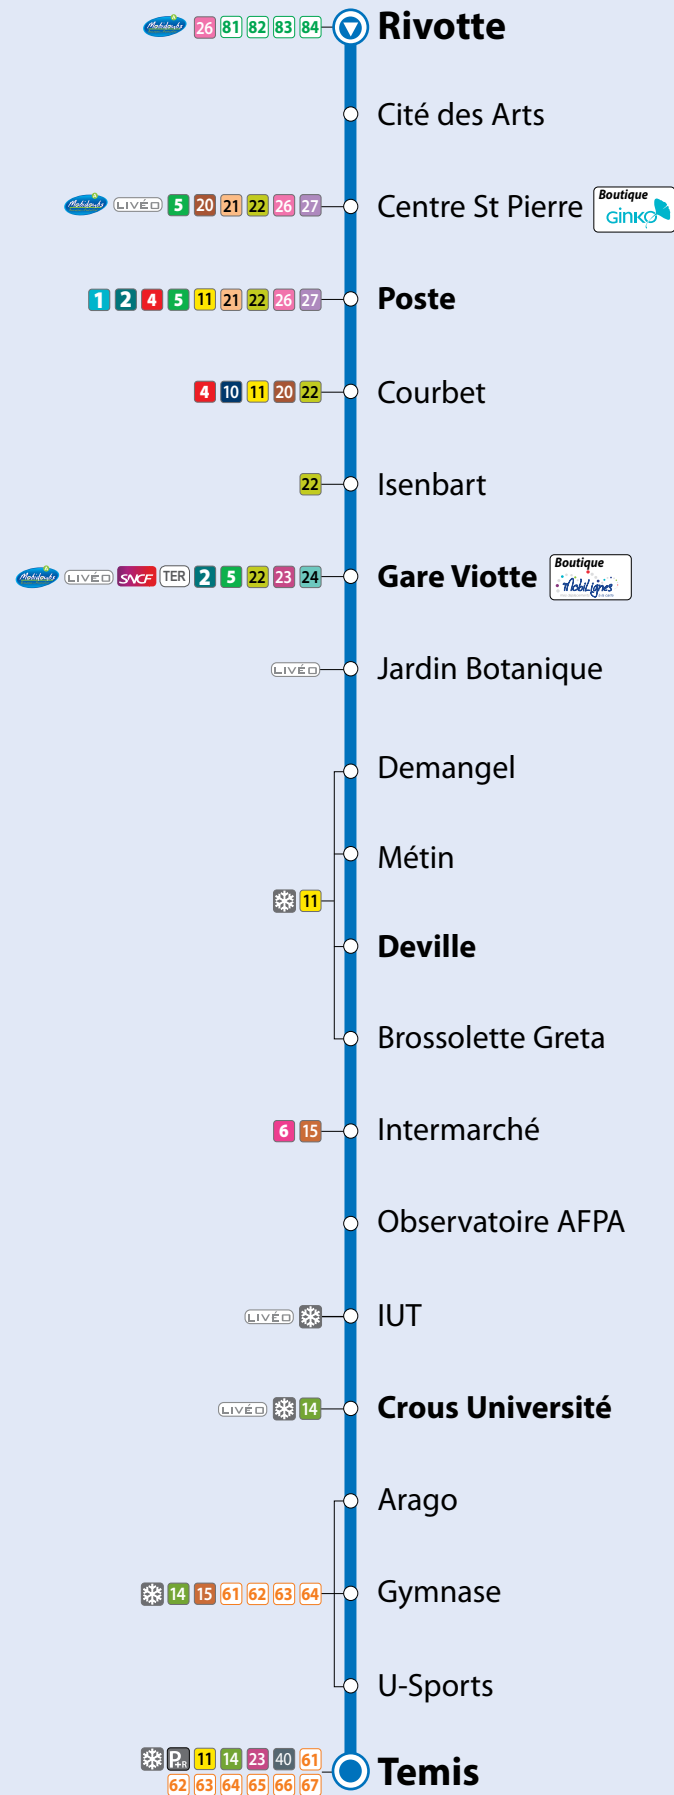 Mobidoubs 26 81 82 83 84 Rivotte
Cité des Arts
Mobidoubs LIVÉO 5 20 21 22 26 27 Centre St Pierre Boutique GINKO
1 2 4 5 11 21 22 26 27 Poste
4 10 11 20 22 Courbet
22 Isenbart
Mobidoubs LIVÉO SNCF TER 2 5 22 23 24 Gare Viotte Boutique MobiLignes
LIVÉO Jardin Botanique
Demangel
Métin
11
Deville
Brossolette Greta
6 15 Intermarché
Observatoire AFPA
LIVÉO IUT
LIVÉO 14 Crous Université
Arago
14 15 61 62 63 64 Gymnase
U-Sports
P+R 11 14 23 40 61
Temis
62 63 64 65 66 67